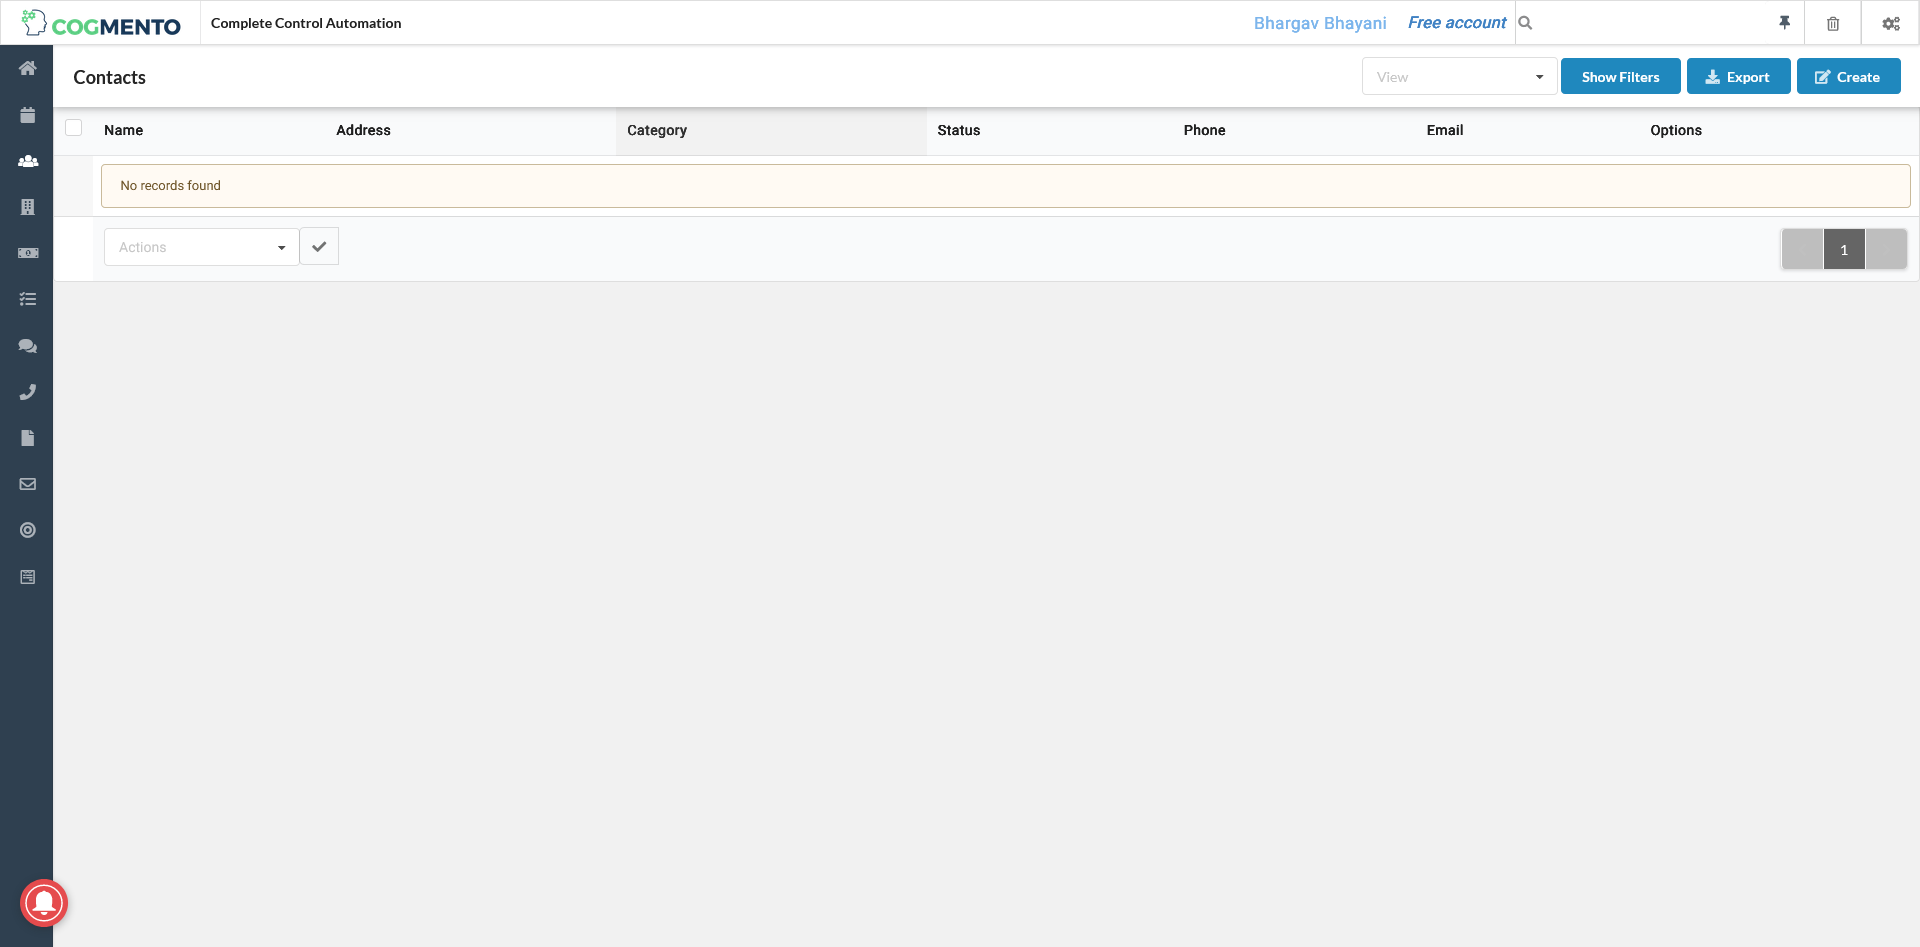 COGMENTO
Complete Control Automation
Bhargav Bhayani
Free account
Contacts
View
Show Filters
Export
Create
Name
Address
Category
Status
Phone
Email
Options
No records found
Actions
1